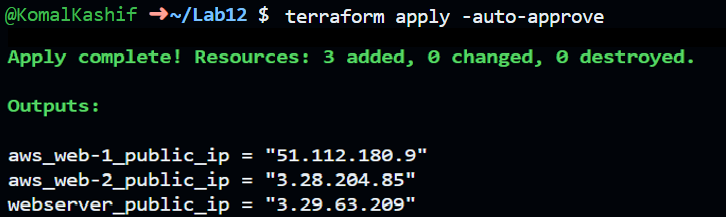 @KomalKashif ➜~/Lab12 $ terraform apply -auto-approve
Apply complete! Resources: 3 added, 0 changed, 0 destroyed.
Outputs:
aws_web-1_public_ip = "51.112.180.9"
aws_web-2_public_ip = "3.28.204.85"
webserver_public_ip = "3.29.63.209"